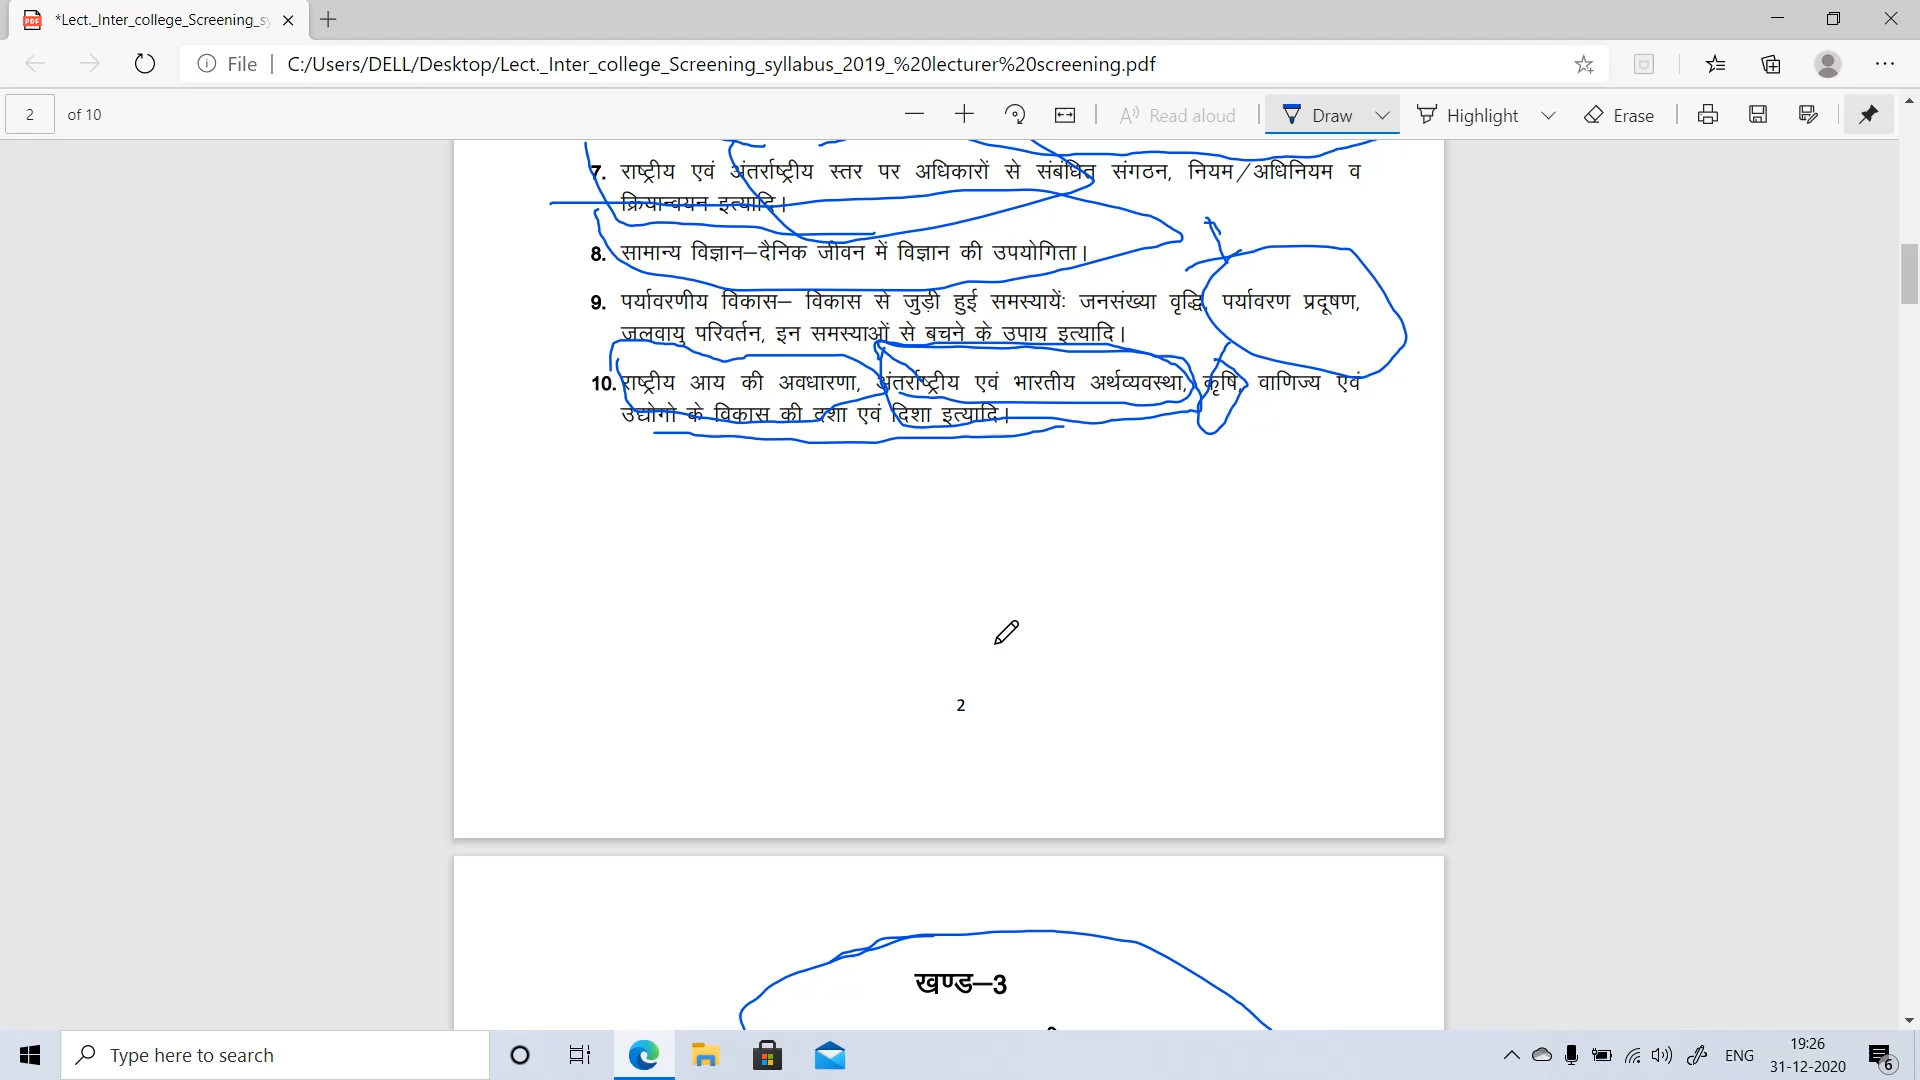 *Lect._Inter_college_Screening_sy
File
C:/Users/DELL/Desktop/Lect._Inter_college_Screening_syllabus_2019_%20lecturer%20screening.pdf
2 of 10
Read aloud
Draw
Highlight
Erase
7. राष्ट्रीय एवं अंतर्राष्ट्रीय स्तर पर अधिकारों से संबंधित संगठन, नियम/अधिनियम व
क्रियान्वयन इत्यादि।
8. सामान्य विज्ञान–दैनिक जीवन में विज्ञान की उपयोगिता।
9. पर्यावरणीय विकास– विकास से जुड़ी हुई समस्यायेंः जनसंख्या वृद्धि, पर्यावरण प्रदूषण,
जलवायु परिवर्तन, इन समस्याओं से बचने के उपाय इत्यादि।
10. राष्ट्रीय आय की अवधारणा, अंतर्राष्ट्रीय एवं भारतीय अर्थव्यवस्था, कृषि, वाणिज्य एवं
उद्योगो के विकास की दशा एवं दिशा इत्यादि।
2
खण्ड–3
Type here to search
ENG
19:26
31-12-2020
6